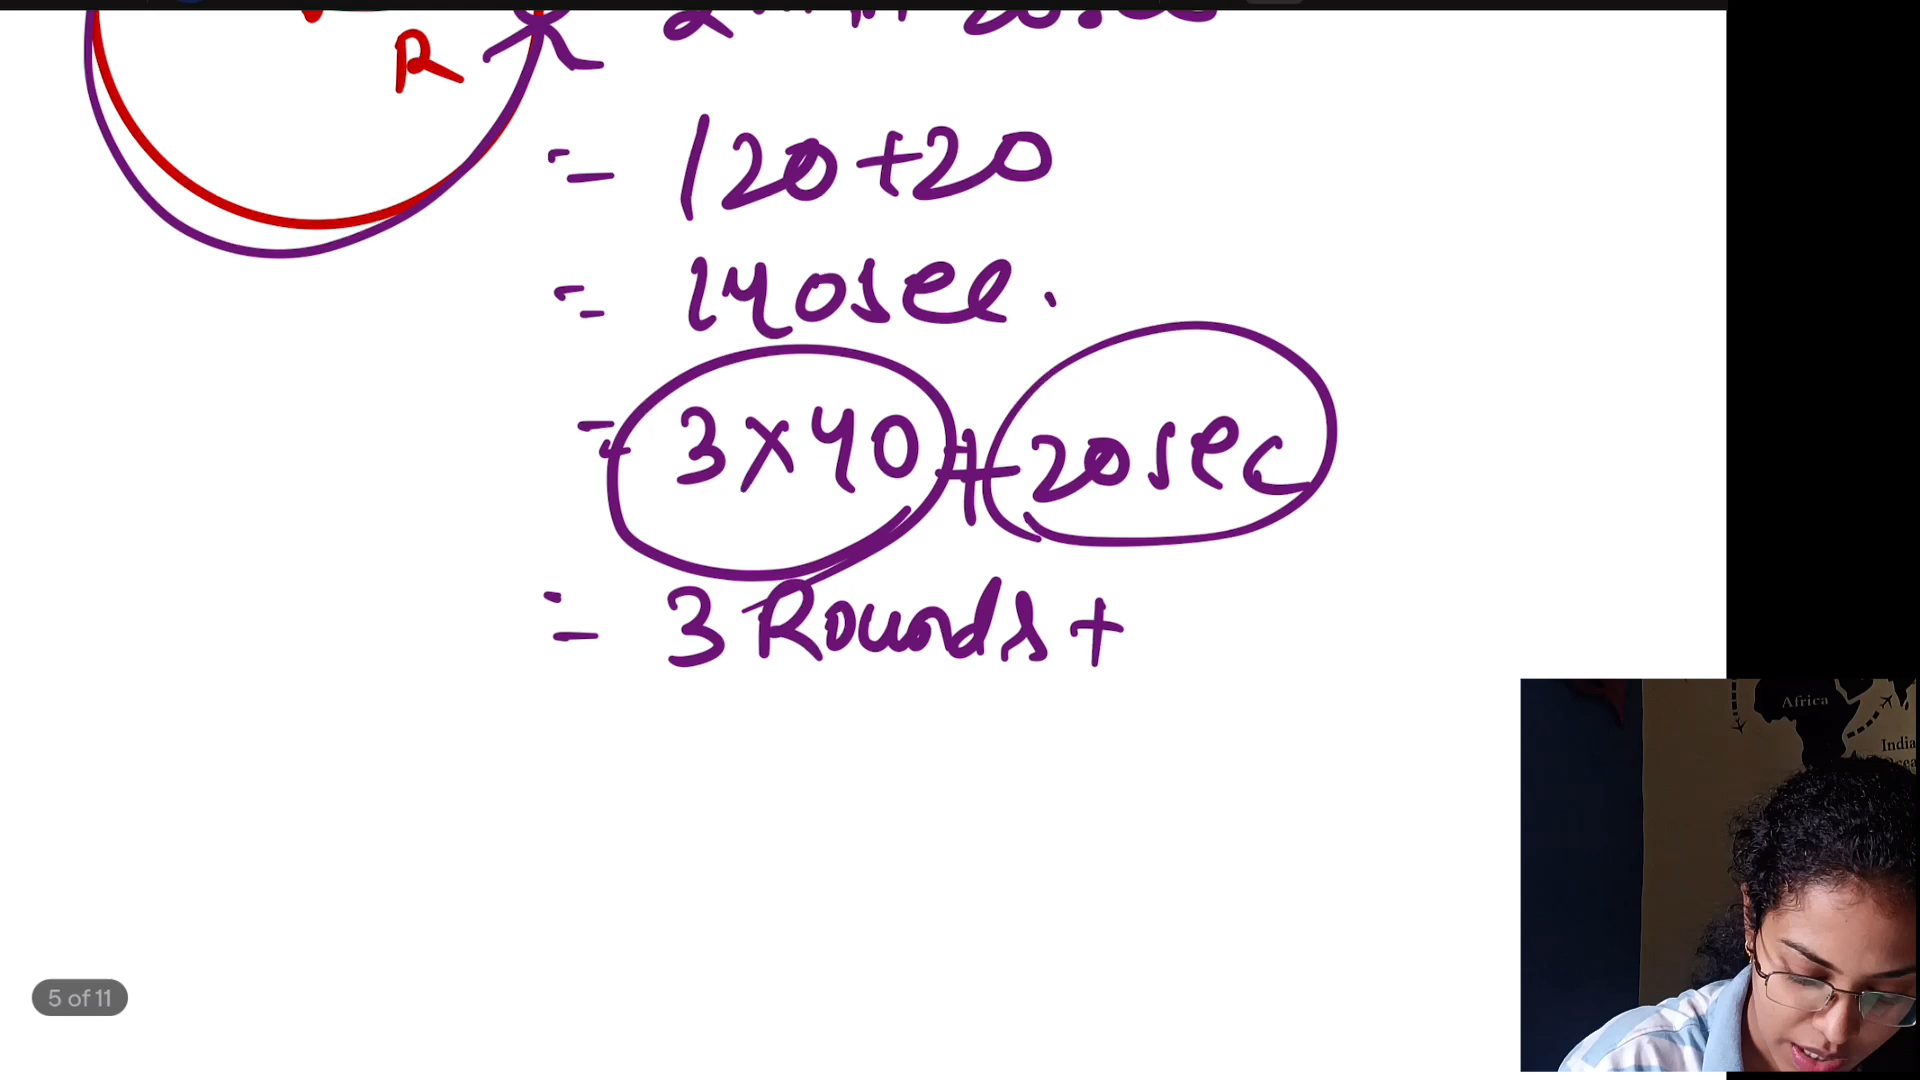 R
= 120+20
= 140sec.
= 3×40 + 20sec
= 3 Rounds +
Africa
India
5 of 11